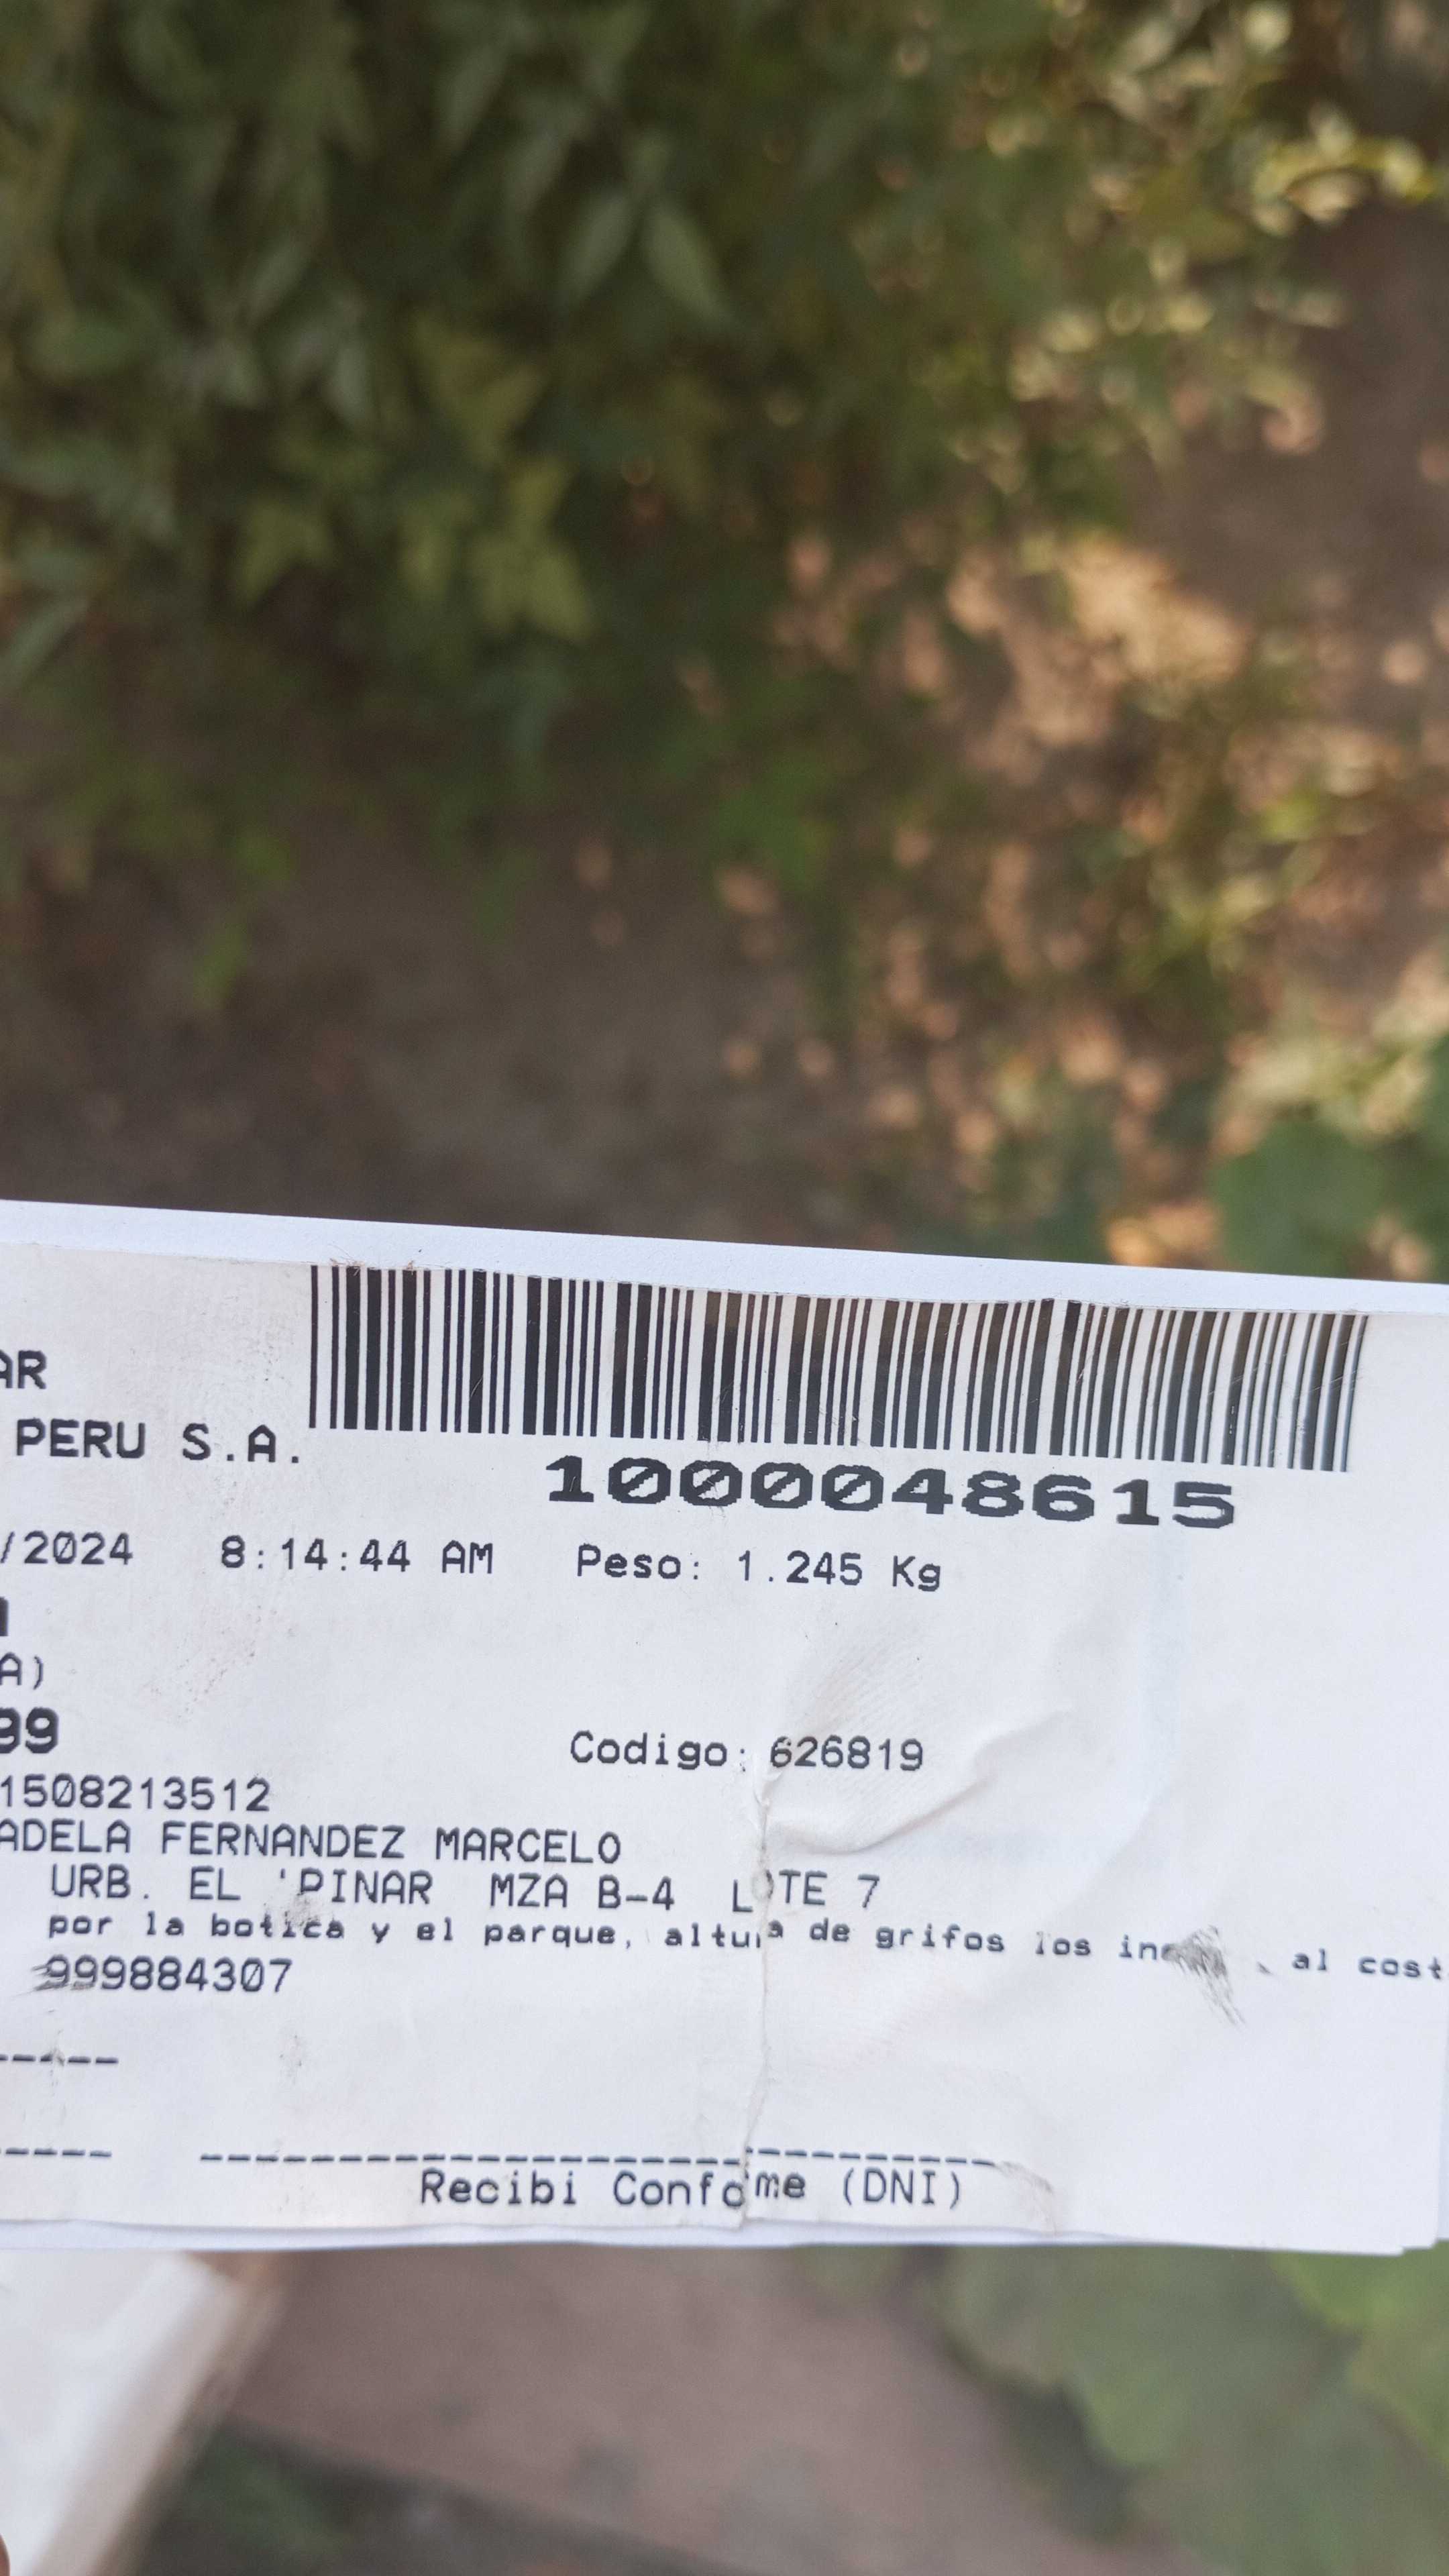 AR
PERU S.A.
1000048615
/2024 8:14:44 AM Peso: 1.245 Kg
A)
99
Codigo: 626819
1508213512
ADELA FERNANDEZ MARCELO
URB. EL 'PINAR MZA B-4 LOTE 7
por la botica y el parque, altura de grifos los al cost
999884307
Recibi Confome (DNI)